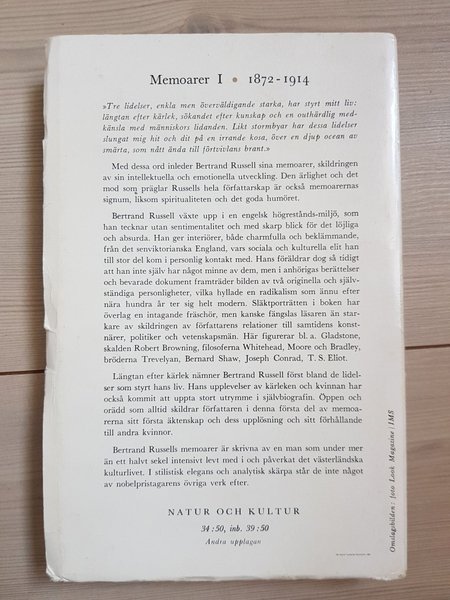 Memoarer I • 1872-1914
»Tre lidelser, enkla men överväldigande starka, har styrt mitt liv:
längtan efter kärlek, sökandet efter kunskap och en outhärdlig med-
känsla med människors lidanden. Likt stormbyar har dessa lidelser
slungat mig hit och dit på en irrande kosa, över en djup ocean av
smärta, som nått ända till förtvivlans brant.»
Med dessa ord inleder Bertrand Russell sina memoarer, skildringen
av sin intellektuella och emotionella utveckling. Den ärlighet och det
mod som präglar Russells hela författarskap är också memoarernas
signum, liksom spiritualiteten och det goda humöret.
Bertrand Russell växte upp i en engelsk högreståndsmiljö, som
han tecknar utan sentimentalitet och med skarp blick för det löjliga
och absurda. Han ger interiörer, både charmfulla och beklämmande,
från det senviktorianska England, vars sociala och kulturella elit han
till stor del kom i personlig kontakt med. Hans föräldrar dog så tidigt
att han inte själv har något minne av dem, men i anhörigas berättelser
och bevarade dokument framträder bilden av två originella och själv-
ständiga personligheter, vilka hyllade en radikalism som ännu efter
nära hundra år ter sig helt modern. Släktporträtten i boken har
överlag en intagande fräschör, men kanske fängslas läsaren än star-
kare av skildringen av författarens relationer till samtidens konst-
närer, politiker och vetenskapsmän. Här figurerar bl. a. Gladstone,
skalden Robert Browning, filosoferna Whitehead, Moore och Bradley,
bröderna Trevelyan, Bernard Shaw, Joseph Conrad, T. S. Eliot.
Längtan efter kärlek nämner Bertrand Russell först bland de lidel-
ser som styrt hans liv. Hans upplevelser av kärleken och kvinnan har
också kommit att uppta stort utrymme i självbiografin. Öppen och
orädd som alltid skildrar författaren i denna första del av memoa-
rerna sitt första äktenskap och dess upplösning och sitt förhållande
till andra kvinnor.
Bertrand Russells memoarer är skrivna av en man som under mer
än ett halvt sekel intensivt levt med i och påverkat det västerländska
kulturlivet. I stilistisk elegans och analytisk skärpa står de inte något
av nobelpristagarens övriga verk efter.
NATUR OCH KULTUR
34:50, inb. 39:50
Andra upplagan
Omslagsbilden: foto Look Magazine/IMS